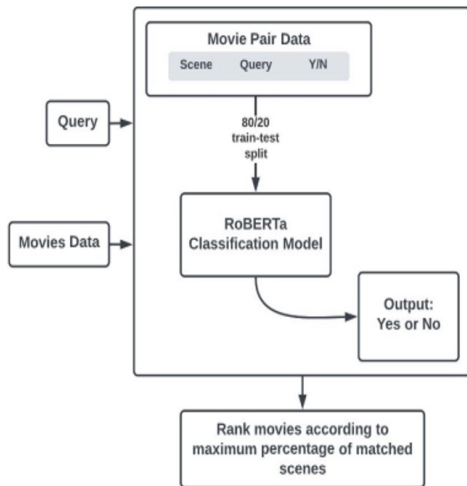 Movie Pair Data
Scene Query Y/N
Query
80/20
train-test
split
Movies Data
RoBERTa
Classification Model
Output:
Yes or No
Rank movies according to
maximum percentage of matched
scenes